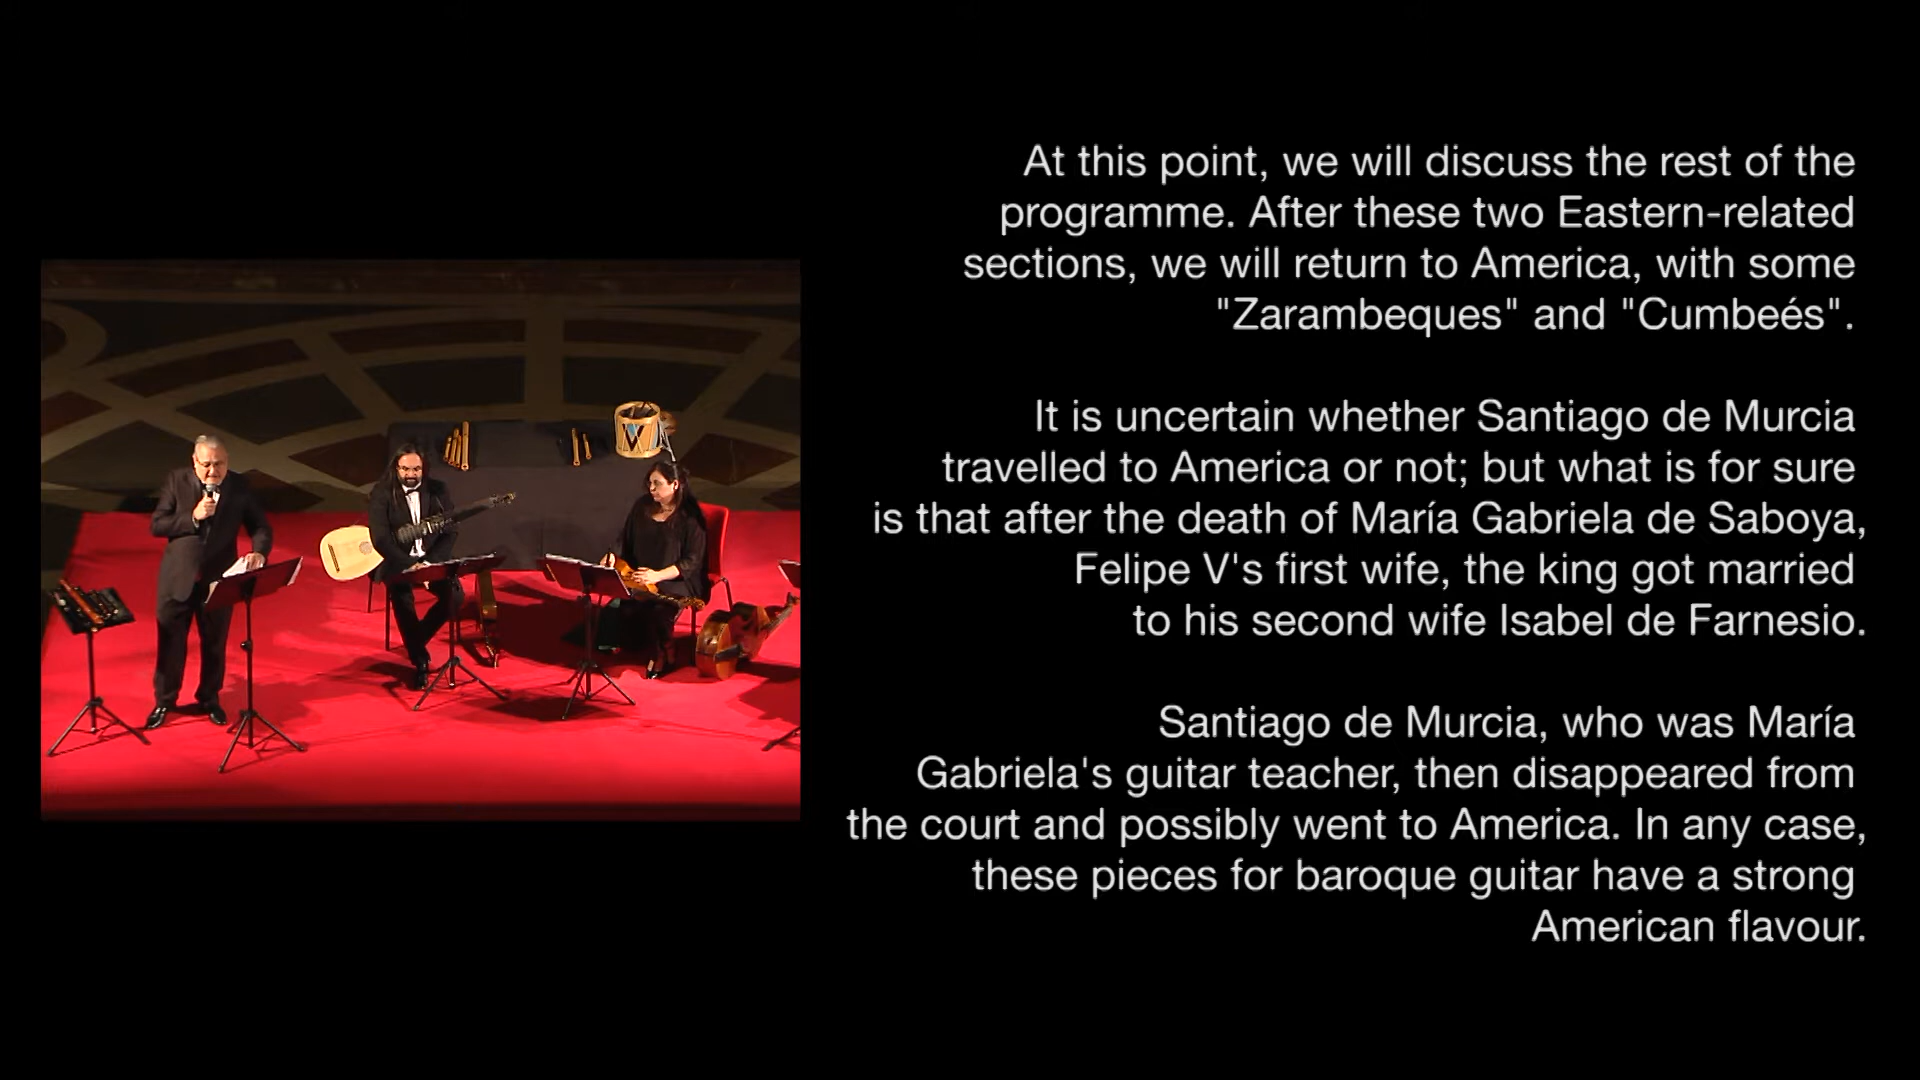 At this point, we will discuss the rest of the
programme. After these two Eastern-related
sections, we will return to America, with some
"Zarambeques" and "Cumbeés".
It is uncertain whether Santiago de Murcia
travelled to America or not; but what is for sure
is that after the death of María Gabriela de Saboya,
Felipe V's first wife, the king got married
to his second wife Isabel de Farnesio.
Santiago de Murcia, who was María
Gabriela's guitar teacher, then disappeared from
the court and possibly went to America. In any case,
these pieces for baroque guitar have a strong
American flavour.